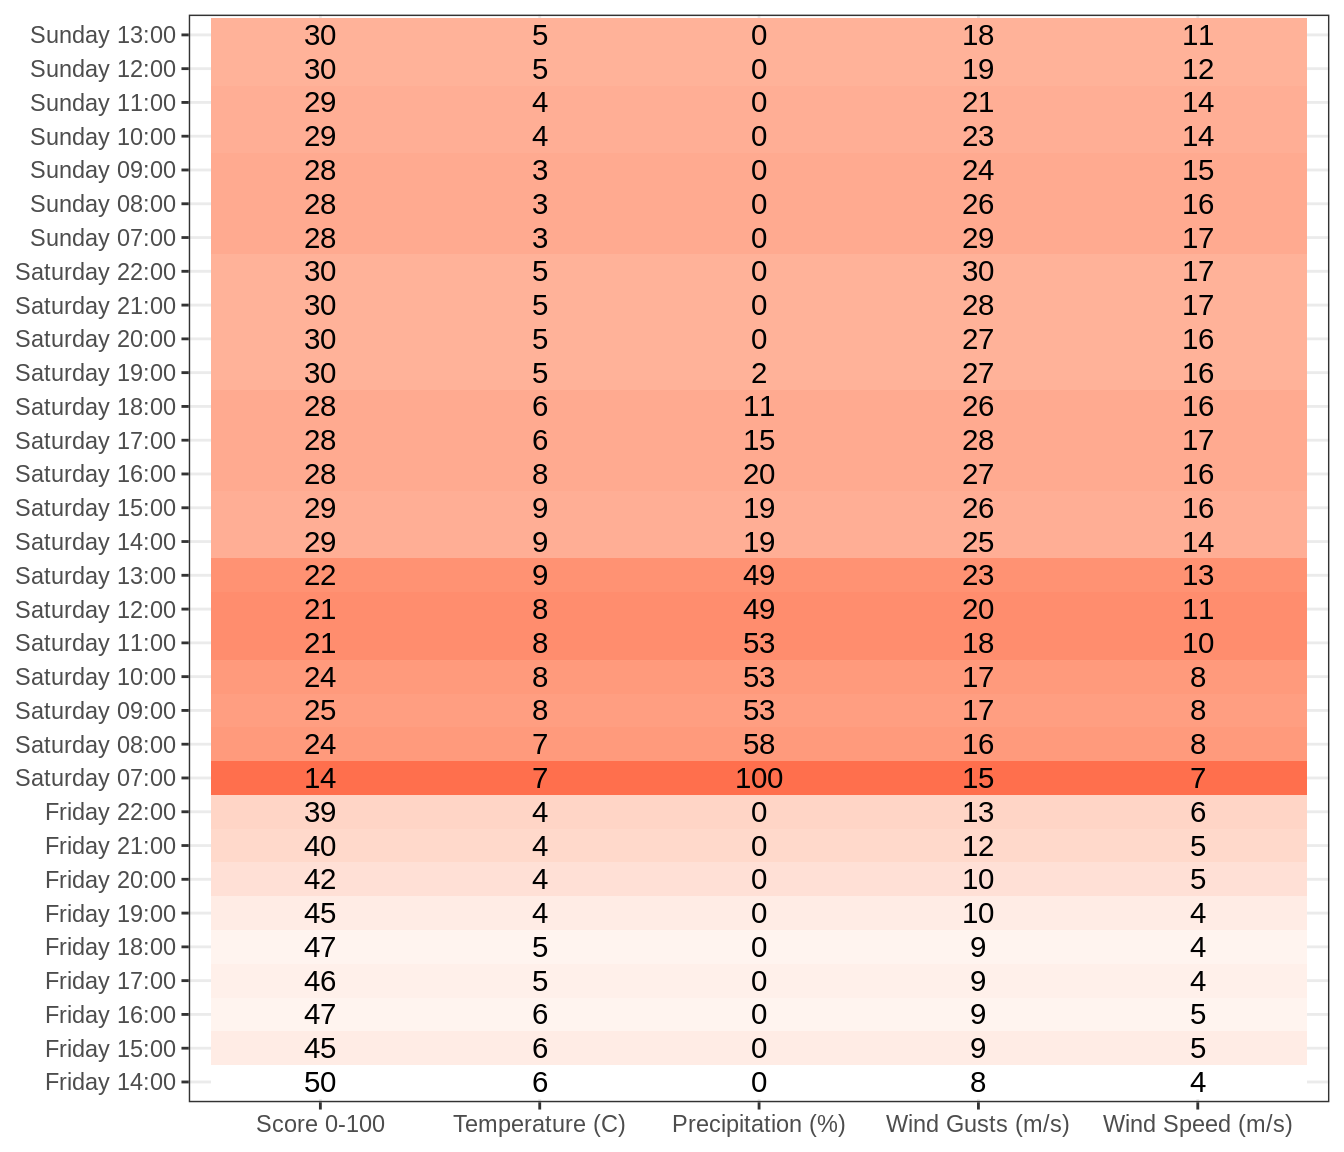 Sunday 13:00 30 5 0 18 11
Sunday 12:00 30 5 0 19 12
Sunday 11:00 29 4 0 21 14
Sunday 10:00 29 4 0 23 14
Sunday 09:00 28 3 0 24 15
Sunday 08:00 28 3 0 26 16
Sunday 07:00 28 3 0 29 17
Saturday 22:00 30 5 0 30 17
Saturday 21:00 30 5 0 28 17
Saturday 20:00 30 5 0 27 16
Saturday 19:00 30 5 2 27 16
Saturday 18:00 28 6 11 26 16
Saturday 17:00 28 6 15 28 17
Saturday 16:00 28 8 20 27 16
Saturday 15:00 29 9 19 26 16
Saturday 14:00 29 9 19 25 14
Saturday 13:00 22 9 49 23 13
Saturday 12:00 21 8 49 20 11
Saturday 11:00 21 8 53 18 10
Saturday 10:00 24 8 53 17 8
Saturday 09:00 25 8 53 17 8
Saturday 08:00 24 7 58 16 8
Saturday 07:00 14 7 100 15 7
Friday 22:00 39 4 0 13 6
Friday 21:00 40 4 0 12 5
Friday 20:00 42 4 0 10 5
Friday 19:00 45 4 0 10 4
Friday 18:00 47 5 0 9 4
Friday 17:00 46 5 0 9 4
Friday 16:00 47 6 0 9 5
Friday 15:00 45 6 0 9 5
Friday 14:00 50 6 0 8 4
Score 0-100 Temperature (C) Precipitation (%) Wind Gusts (m/s) Wind Speed (m/s)